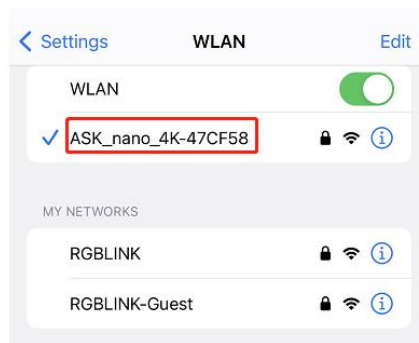 Settings WLAN Edit
WLAN
ASK_nano_4K-47CF58
MY NETWORKS
RGBLINK
RGBLINK-Guest